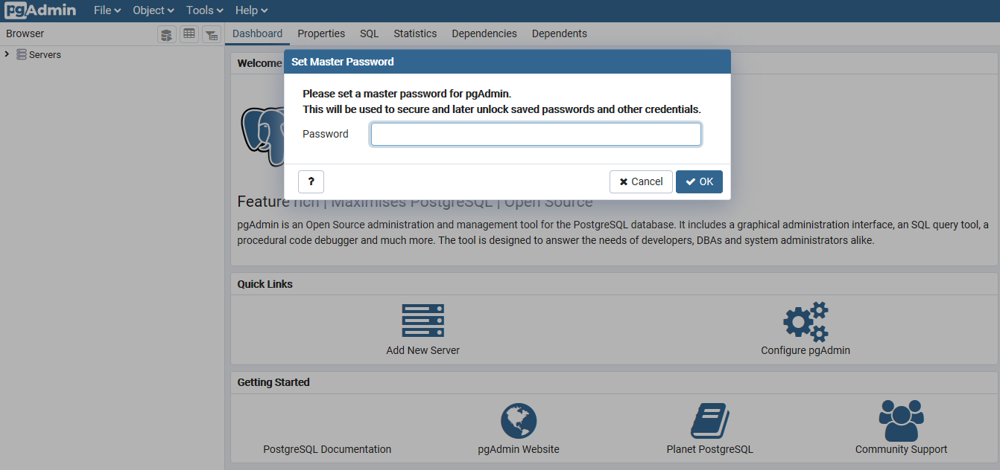 pgAdmin File Object Tools Help
Browser
Dashboard Properties SQL Statistics Dependencies Dependents
Servers
Welcome
Set Master Password
Please set a master password for pgAdmin.
This will be used to secure and later unlock saved passwords and other credentials.
Password
?
Cancel
OK
Feature rich | Maximises PostgreSQL | Open Source
pgAdmin is an Open Source administration and management tool for the PostgreSQL database. It includes a graphical administration interface, an SQL query tool, a
procedural code debugger and much more. The tool is designed to answer the needs of developers, DBAs and system administrators alike.
Quick Links
Add New Server
Configure pgAdmin
Getting Started
PostgreSQL Documentation
pgAdmin Website
Planet PostgreSQL
Community Support